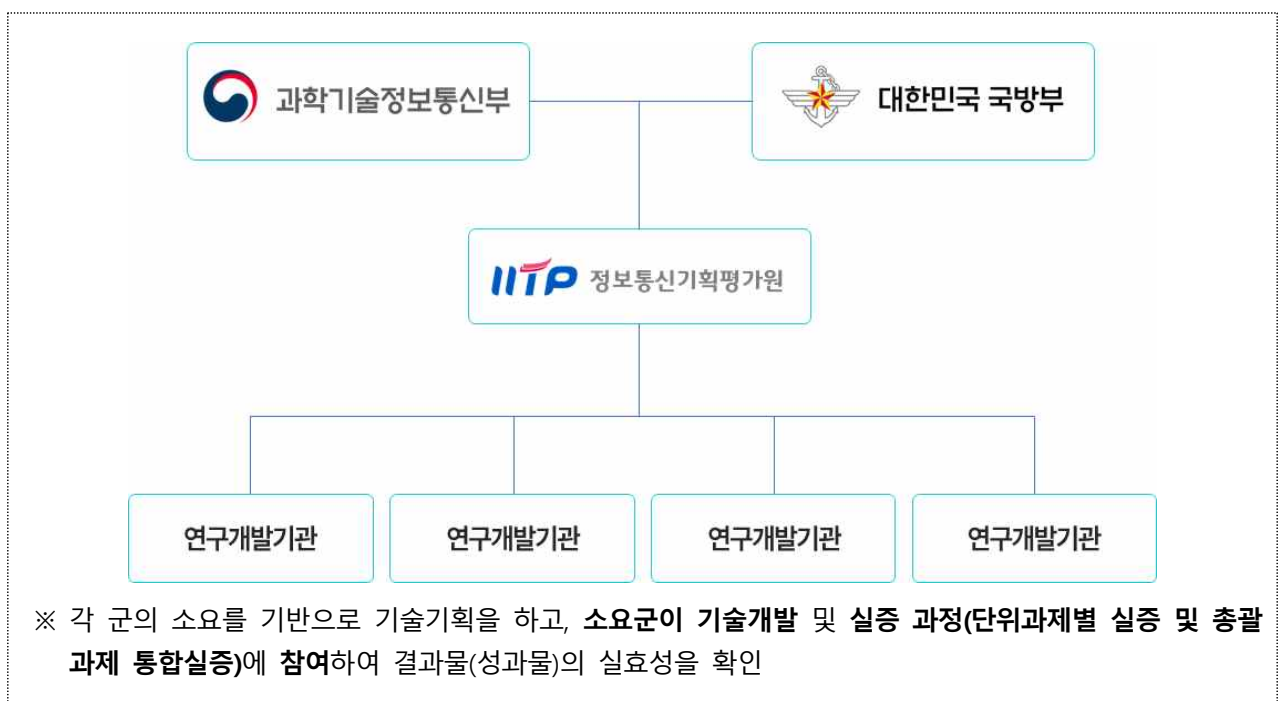 과학기술정보통신부
대한민국 국방부
IITP 정보통신기획평가원
연구개발기관 연구개발기관 연구개발기관 연구개발기관
※ 각 군의 소요를 기반으로 기술기획을 하고, 소요군이 기술개발 및 실증 과정(단위과제별 실증 및 총괄
과제 통합실증)에 참여하여 결과물(성과물)의 실효성을 확인